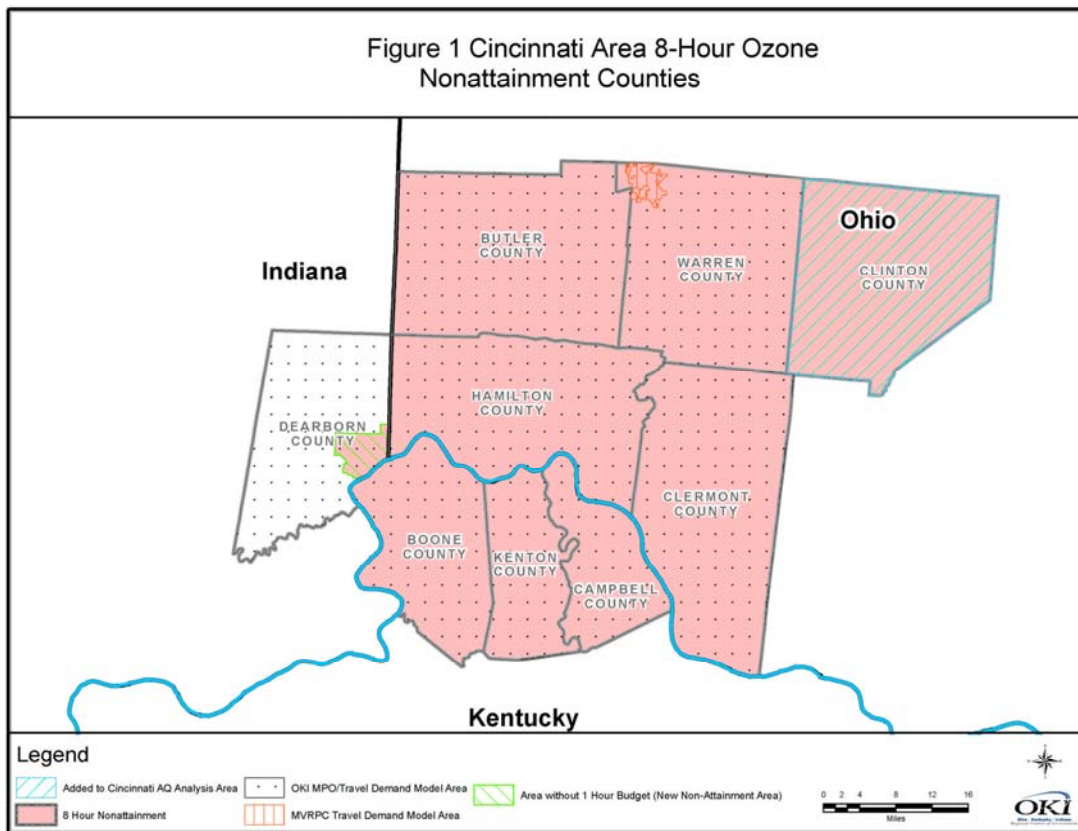 Figure 1 Cincinnati Area 8-Hour Ozone
Nonattainment Counties
Ohio
Indiana
BUTLER
COUNTY
WARREN
COUNTY
CLINTON
COUNTY
HAMILTON
COUNTY
DEARBORN
COUNTY
CLERMONT
COUNTY
BOONE
COUNTY
KENTON
COUNTY
CAMPBELL
COUNTY
Kentucky
Legend
Added to Cincinnati AQ Analysis Area
OKI MPO/Travel Demand Model Area
Area without 1 Hour Budget (New Non-Attainment Area)
8 Hour Nonattainment
MVRPC Travel Demand Model Area
0 2 4 8 12 16
Miles
OKI
Ohio Kentucky Indiana